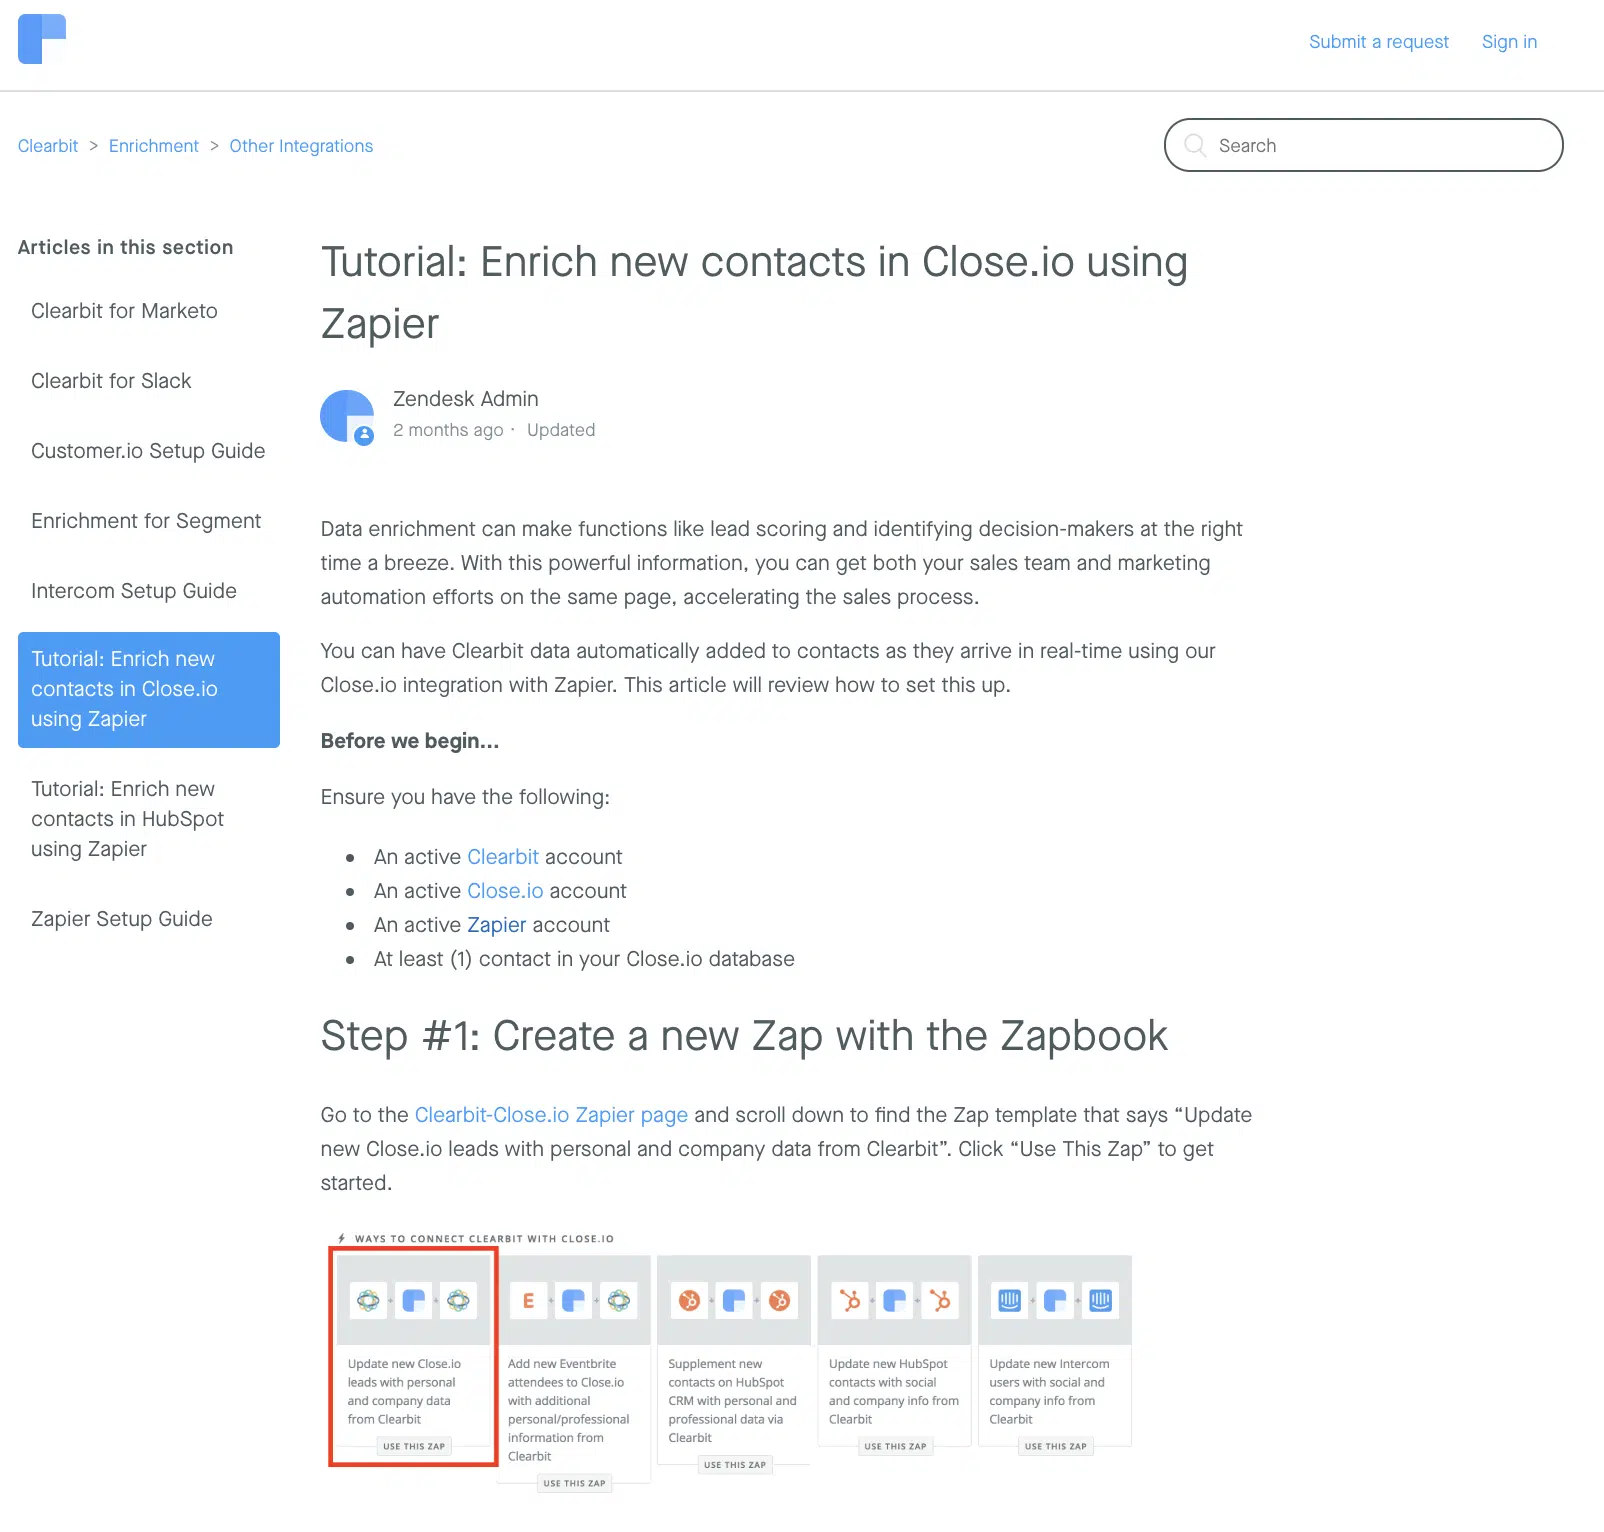 Submit a request
Sign in
Clearbit > Enrichment > Other Integrations
Search
Articles in this section
Clearbit for Marketo
Clearbit for Slack
Customer.io Setup Guide
Enrichment for Segment
Intercom Setup Guide
Tutorial: Enrich new
contacts in Close.io
using Zapier
Tutorial: Enrich new
contacts in HubSpot
using Zapier
Zapier Setup Guide
Tutorial: Enrich new contacts in Close.io using
Zapier
Zendesk Admin
2 months ago · Updated
Data enrichment can make functions like lead scoring and identifying decision-makers at the right
time a breeze. With this powerful information, you can get both your sales team and marketing
automation efforts on the same page, accelerating the sales process.
You can have Clearbit data automatically added to contacts as they arrive in real-time using our
Close.io integration with Zapier. This article will review how to set this up.
Before we begin...
Ensure you have the following:
• An active Clearbit account
• An active Close.io account
• An active Zapier account
• At least (1) contact in your Close.io database
Step #1: Create a new Zap with the Zapbook
Go to the Clearbit-Close.io Zapier page and scroll down to find the Zap template that says “Update
new Close.io leads with personal and company data from Clearbit”. Click “Use This Zap” to get
started.
WAYS TO CONNECT CLEARBIT WITH CLOSE.IO
Update new Close.io
leads with personal
and company data
from Clearbit
USE THIS ZAP
E
Add new Eventbrite
attendees to Close.io
with additional
personal/professional
information from
Clearbit
USE THIS ZAP
Supplement new
contacts on HubSpot
CRM with personal and
professional data via
Clearbit
USE THIS ZAP
Update new HubSpot
contacts with social
and company info from
Clearbit
USE THIS ZAP
Update new Intercom
users with social and
company info from
Clearbit
USE THIS ZAP